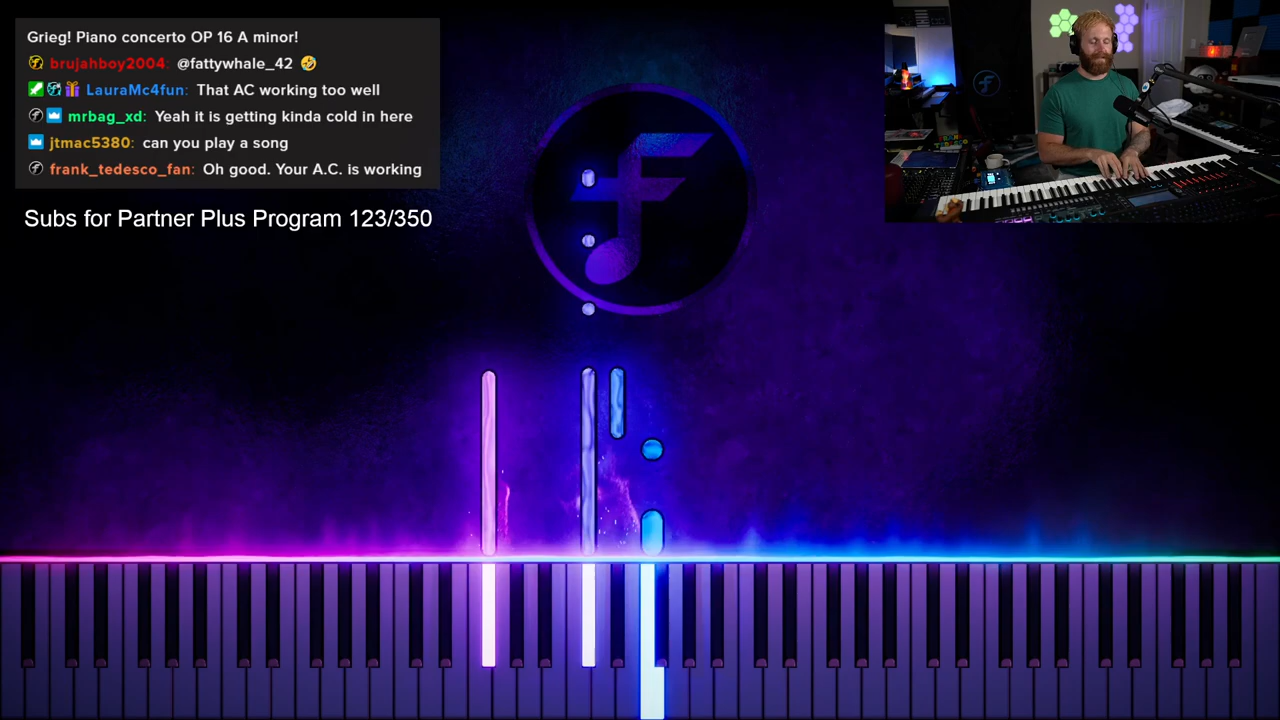 Grieg! Piano concerto OP 16 A minor!
brujahboy2004: @fattywhale_42 🤣
LauraMc4fun: That AC working too well
mrbag_xd: Yeah it is getting kinda cold in here
jtmac5380: can you play a song
frank_tedesco_fan: Oh good. Your A.C. is working
Subs for Partner Plus Program 123/350